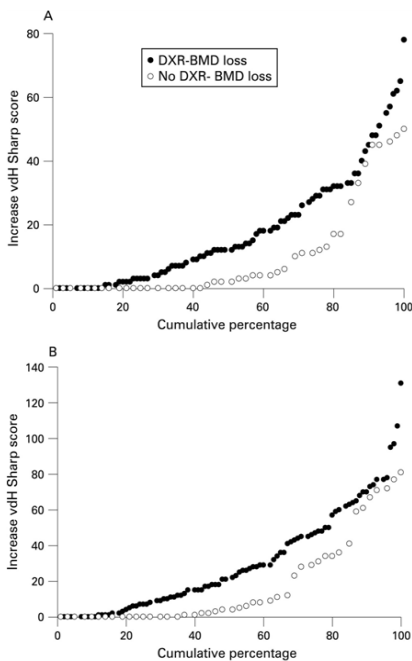 A
80
60
40
20
0
Increase vdH Sharp score
DXR-BMD loss
No DXR- BMD loss
0 20 40 60 80 100
Cumulative percentage
B
140
120
100
80
60
40
20
0
Increase vdH Sharp score
0 20 40 60 80 100
Cumulative percentage